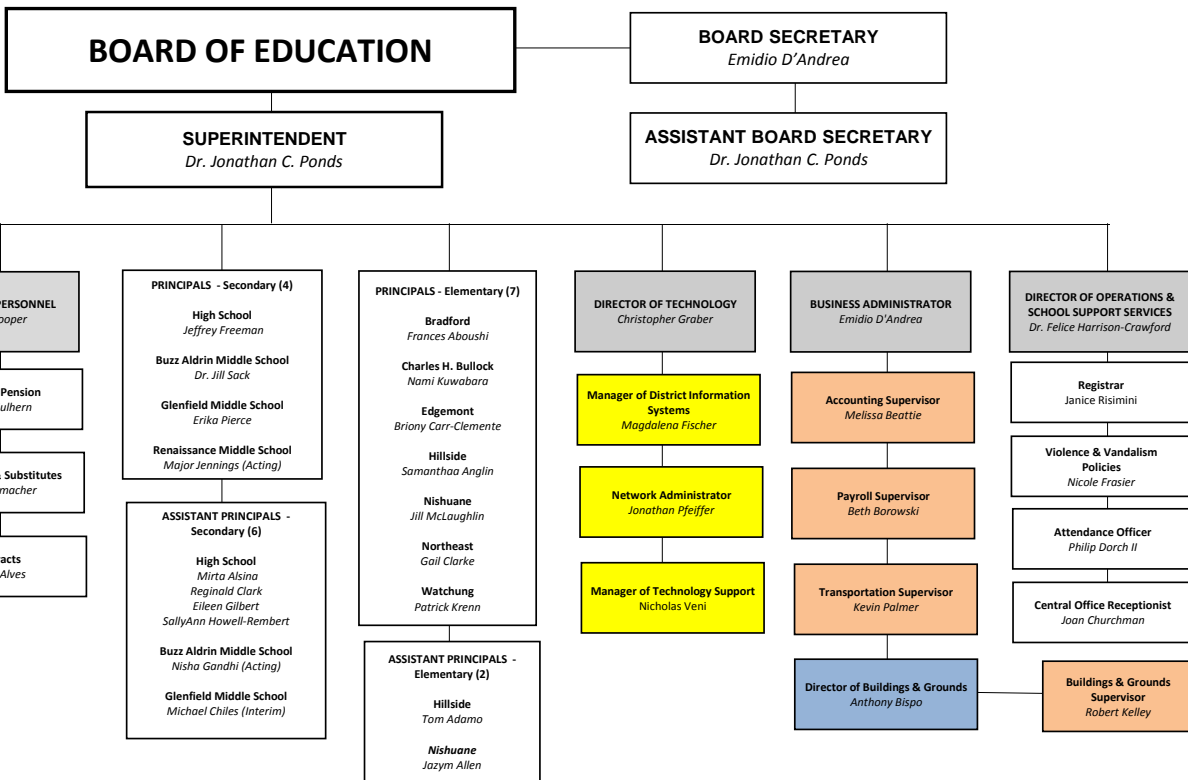 BOARD OF EDUCATION
BOARD SECRETARY
Emidio D'Andrea
SUPERINTENDENT
Dr. Jonathan C. Ponds
ASSISTANT BOARD SECRETARY
Dr. Jonathan C. Ponds
PERSONNEL
ooper
Pension
ulhern
& Substitutes
macher
acts
Alves
PRINCIPALS - Secondary (4)
High School
Jeffrey Freeman
Buzz Aldrin Middle School
Dr. Jill Sack
Glenfield Middle School
Erika Pierce
Renaissance Middle School
Major Jennings (Acting)
ASSISTANT PRINCIPALS -
Secondary (6)
High School
Mirta Alsina
Reginald Clark
Eileen Gilbert
SallyAnn Howell-Rembert
Buzz Aldrin Middle School
Nisha Gandhi (Acting)
Glenfield Middle School
Michael Chiles (Interim)
PRINCIPALS - Elementary (7)
Bradford
Frances Aboushi
Charles H. Bullock
Nami Kuwabara
Edgemont
Briony Carr-Clemente
Hillside
Samanthaa Anglin
Nishuane
Jill McLaughlin
Northeast
Gail Clarke
Watchung
Patrick Krenn
ASSISTANT PRINCIPALS -
Elementary (2)
Hillside
Tom Adamo
Nishuane
Jazym Allen
DIRECTOR OF TECHNOLOGY
Christopher Graber
Manager of District Information
Systems
Magdalena Fischer
Network Administrator
Jonathan Pfeiffer
Manager of Technology Support
Nicholas Veni
BUSINESS ADMINISTRATOR
Emidio D'Andrea
Accounting Supervisor
Melissa Beattie
Payroll Supervisor
Beth Borowski
Transportation Supervisor
Kevin Palmer
Director of Buildings & Grounds
Anthony Bispo
DIRECTOR OF OPERATIONS &
SCHOOL SUPPORT SERVICES
Dr. Felice Harrison-Crawford
Registrar
Janice Risimini
Violence & Vandalism
Policies
Nicole Frasier
Attendance Officer
Philip Dorch II
Central Office Receptionist
Joan Churchman
Buildings & Grounds
Supervisor
Robert Kelley